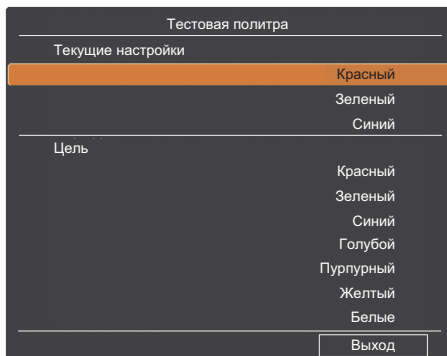 Тестовая политра
Текущие настройки
Красный
Зеленый
Синий
Цель
Красный
Зеленый
Синий
Голубой
Пурпурный
Желтый
Белые
Выход